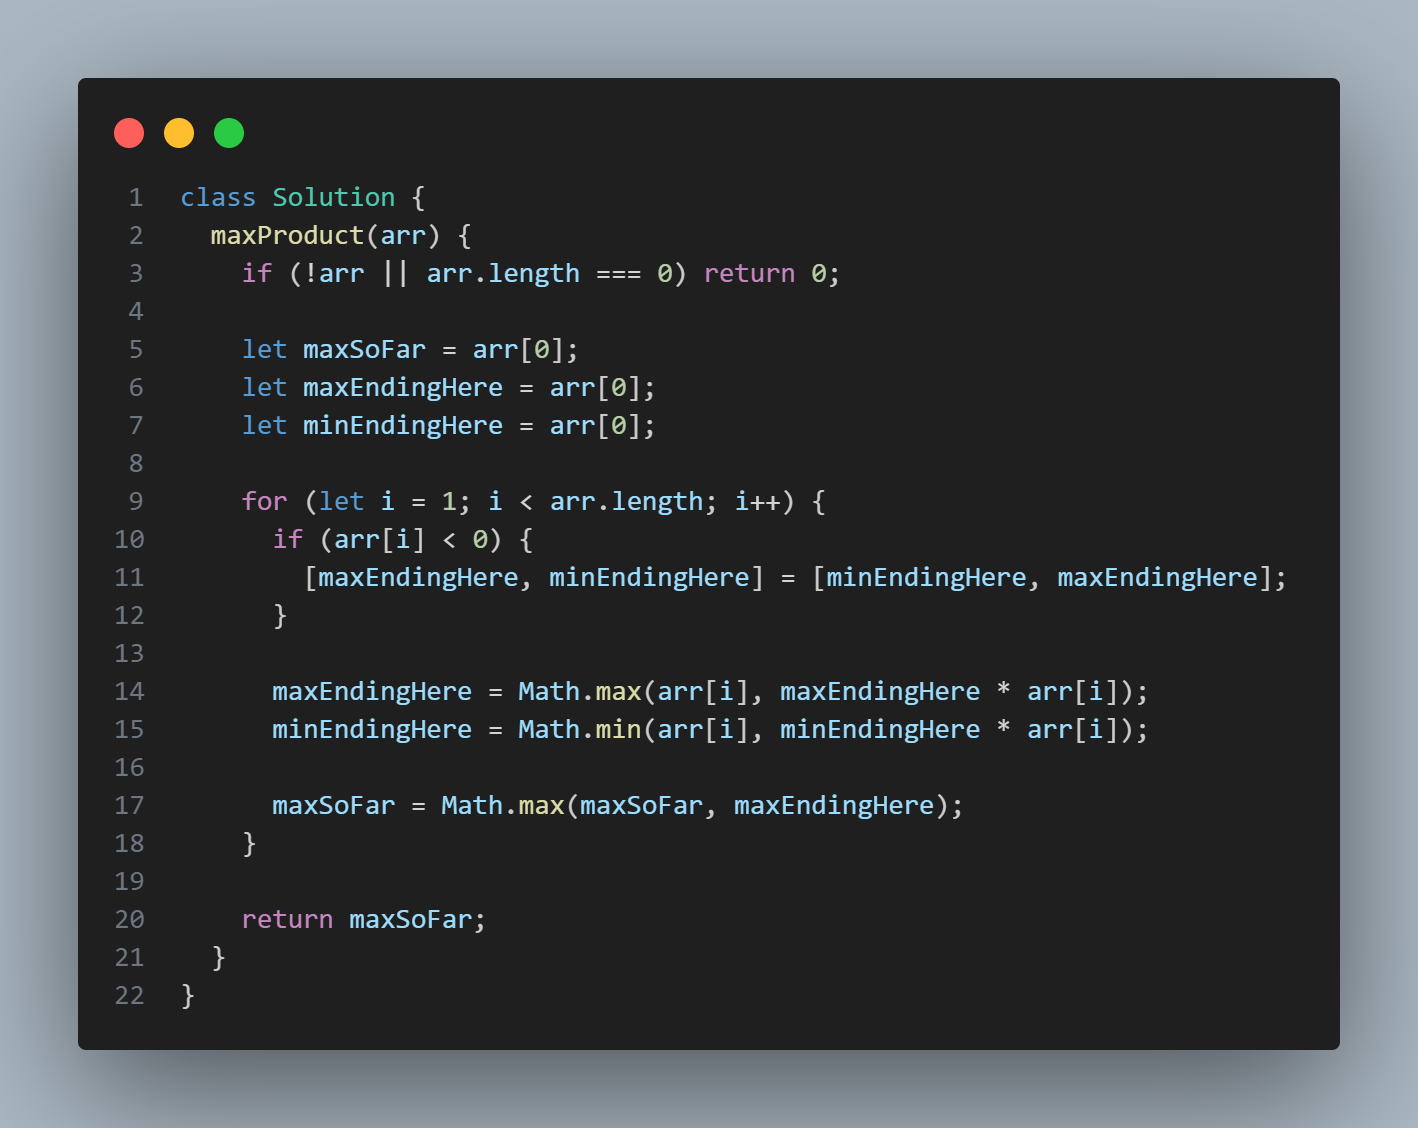 1 class Solution {
2   maxProduct(arr) {
3     if (!arr || arr.length === 0) return 0;
4
5     let maxSoFar = arr[0];
6     let maxEndingHere = arr[0];
7     let minEndingHere = arr[0];
8
9     for (let i = 1; i < arr.length; i++) {
10       if (arr[i] < 0) {
11         [maxEndingHere, minEndingHere] = [minEndingHere, maxEndingHere];
12       }
13
14       maxEndingHere = Math.max(arr[i], maxEndingHere * arr[i]);
15       minEndingHere = Math.min(arr[i], minEndingHere * arr[i]);
16
17       maxSoFar = Math.max(maxSoFar, maxEndingHere);
18     }
19
20     return maxSoFar;
21   }
22 }